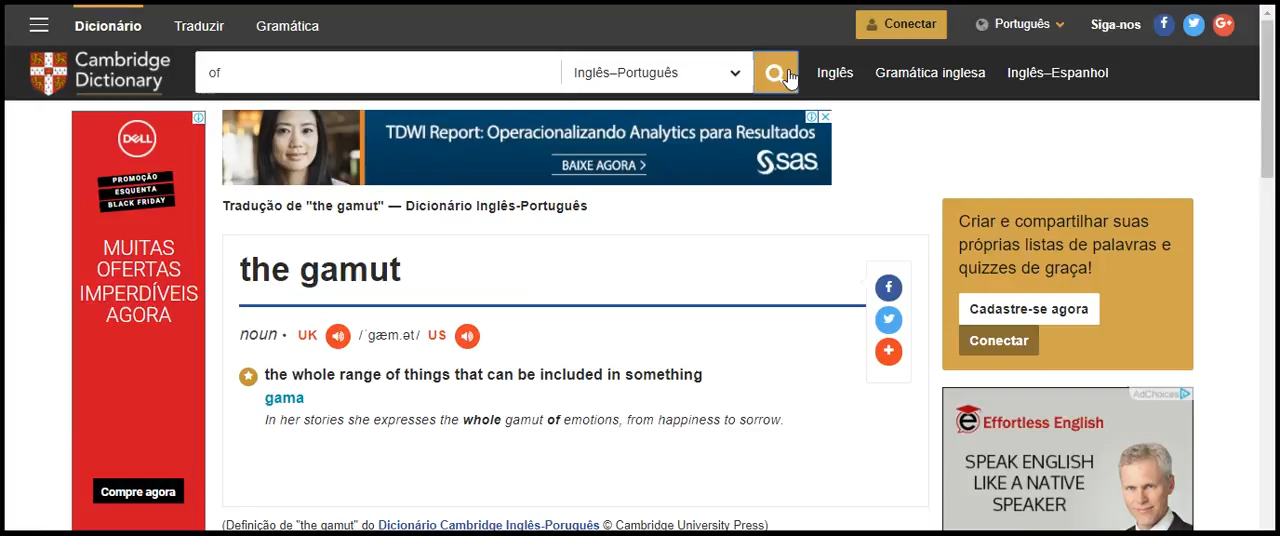 Dicionário Traduzir Gramática Conectar Português Siga-nos
Cambridge
Dictionary
of Inglês–Português Inglês Gramática inglesa Inglês–Espanhol
DELL
PROMOÇÃO
ESQUENTA
BLACK FRIDAY
MUITAS
OFERTAS
IMPERDÍVEIS
AGORA
Compre agora
TDWI Report: Operacionalizando Analytics para Resultados
BAIXE AGORA >
sas
Tradução de "the gamut" — Dicionário Inglês-Português
the gamut
noun • UK /ˈɡæm.ət/ US
the whole range of things that can be included in something
gama
In her stories she expresses the whole gamut of emotions, from happiness to sorrow.
(Definição de "the gamut" do Dicionário Cambridge Inglês-Poruguês © Cambridge University Press)
Criar e compartilhar suas
próprias listas de palavras e
quizzes de graça!
Cadastre-se agora
Conectar
AdChoices
Effortless English
SPEAK ENGLISH
LIKE A NATIVE
SPEAKER